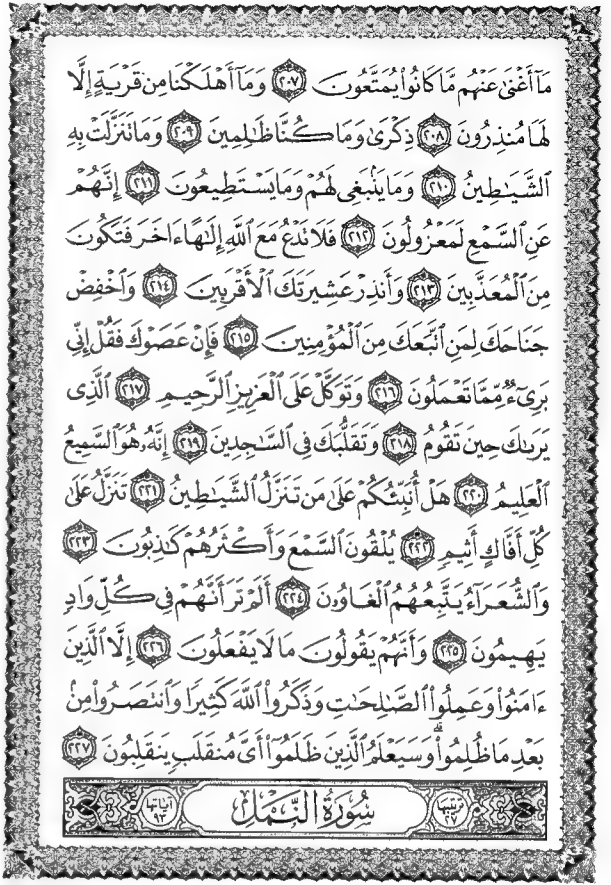 مَآ أَغْنَىٰ عَنْهُم مَّا كَانُوا۟ يُمَتَّعُونَ ٢٠٧ وَمَآ أَهْلَكْنَا مِن قَرْيَةٍ إِلَّا
لَهَا مُنذِرُونَ ٢٠٨ ذِكْرَىٰ وَمَا كُنَّا ظَـٰلِمِينَ ٢٠٩ وَمَا تَنَزَّلَتْ بِهِ
ٱلشَّيَـٰطِينُ ٢١٠ وَمَا يَنۢبَغِى لَهُمْ وَمَا يَسْتَطِيعُونَ ٢١١ إِنَّهُمْ
عَنِ ٱلسَّمْعِ لَمَعْزُولُونَ ٢١٢ فَلَا تَدْعُ مَعَ ٱللَّهِ إِلَـٰهًا ءَاخَرَ فَتَكُونَ
مِنَ ٱلْمُعَذَّبِينَ ٢١٣ وَأَنذِرْ عَشِيرَتَكَ ٱلْأَقْرَبِينَ ٢١٤ وَٱخْفِضْ
جَنَاحَكَ لِمَنِ ٱتَّبَعَكَ مِنَ ٱلْمُؤْمِنِينَ ٢١٥ فَإِنْ عَصَوْكَ فَقُلْ إِنِّى
بَرِىٓءٌ مِّمَّا تَعْمَلُونَ ٢١٦ وَتَوَكَّلْ عَلَى ٱلْعَزِيزِ ٱلرَّحِيمِ ٢١٧ ٱلَّذِى
يَرَىٰكَ حِينَ تَقُومُ ٢١٨ وَتَقَلُّبَكَ فِى ٱلسَّـٰجِدِينَ ٢١٩ إِنَّهُۥ هُوَ ٱلسَّمِيعُ
ٱلْعَلِيمُ ٢٢٠ هَلْ أُنَبِّئُكُمْ عَلَىٰ مَن تَنَزَّلُ ٱلشَّيَـٰطِينُ ٢٢١ تَنَزَّلُ عَلَىٰ
كُلِّ أَفَّاكٍ أَثِيمٍ ٢٢٢ يُلْقُونَ ٱلسَّمْعَ وَأَكْثَرُهُمْ كَـٰذِبُونَ ٢٢٣
وَٱلشُّعَرَآءُ يَتَّبِعُهُمُ ٱلْغَاوُۥنَ ٢٢٤ أَلَمْ تَرَ أَنَّهُمْ فِى كُلِّ وَادٍ
يَهِيمُونَ ٢٢٥ وَأَنَّهُمْ يَقُولُونَ مَا لَا يَفْعَلُونَ ٢٢٦ إِلَّا ٱلَّذِينَ
ءَامَنُوا۟ وَعَمِلُوا۟ ٱلصَّـٰلِحَـٰتِ وَذَكَرُوا۟ ٱللَّهَ كَثِيرًا وَٱنتَصَرُوا۟ مِنۢ
بَعْدِ مَا ظُلِمُوا۟ ۗ وَسَيَعْلَمُ ٱلَّذِينَ ظَلَمُوٓا۟ أَىَّ مُنقَلَبٍ يَنقَلِبُونَ ٢٢٧
ترتيبها ٢٧ سُورَةُ النَّمْلِ آياتها ٩٣